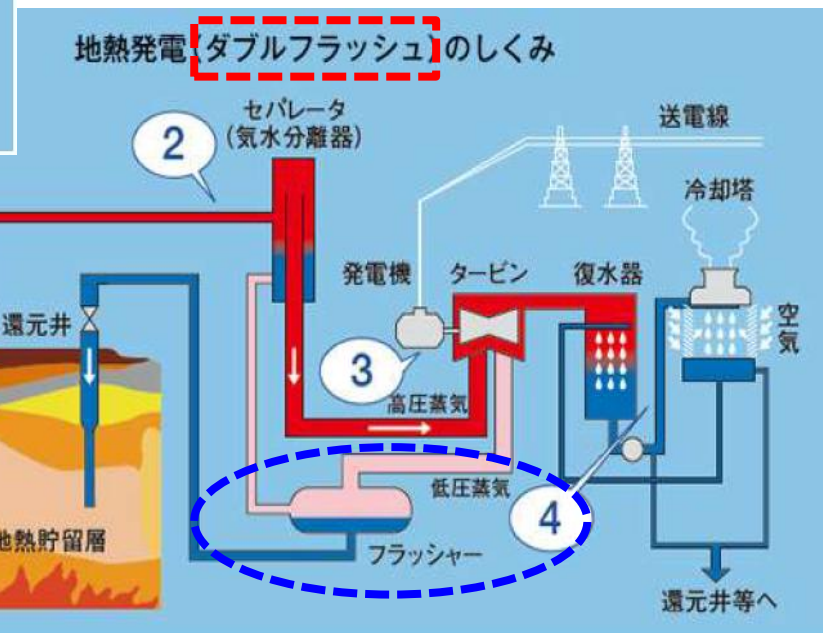 地熱発電(ダブルフラッシュ)のしくみ
セパレータ
(気水分離器)
2
送電線
冷却塔
発電機
タービン
復水器
還元井
空気
3
高圧蒸気
低圧蒸気
4
地熱貯留層
フラッシャー
還元井等へ